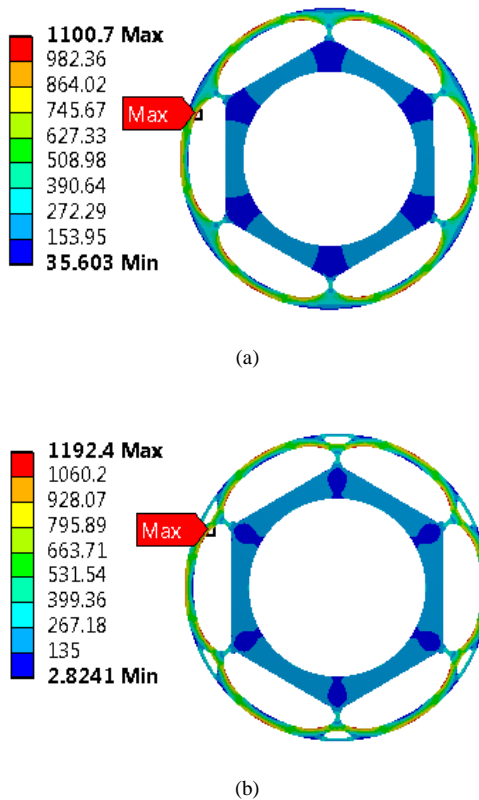 1100.7 Max
982.36
864.02
745.67
627.33
508.98
390.64
272.29
153.95
35.603 Min
Max
(a)
1192.4 Max
1060.2
928.07
795.89
663.71
531.54
399.36
267.18
135
2.8241 Min
Max
(b)